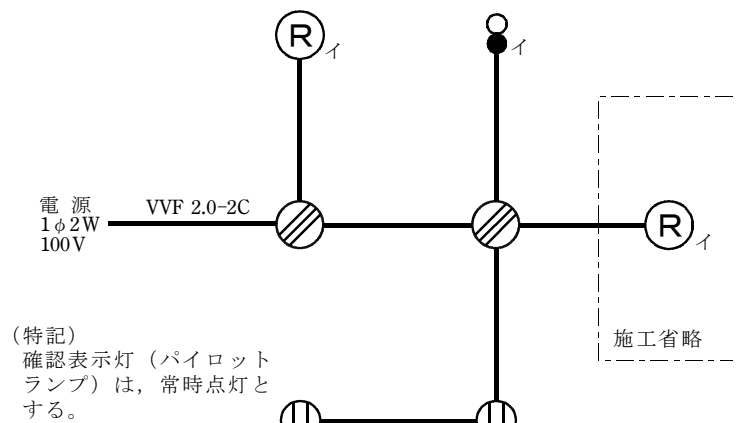 R イ
イ
電 源
1φ2W
100V
VVF 2.0-2C
R イ
施工省略
（特記）
確認表示灯（パイロット
ランプ）は，常時点灯と
する。